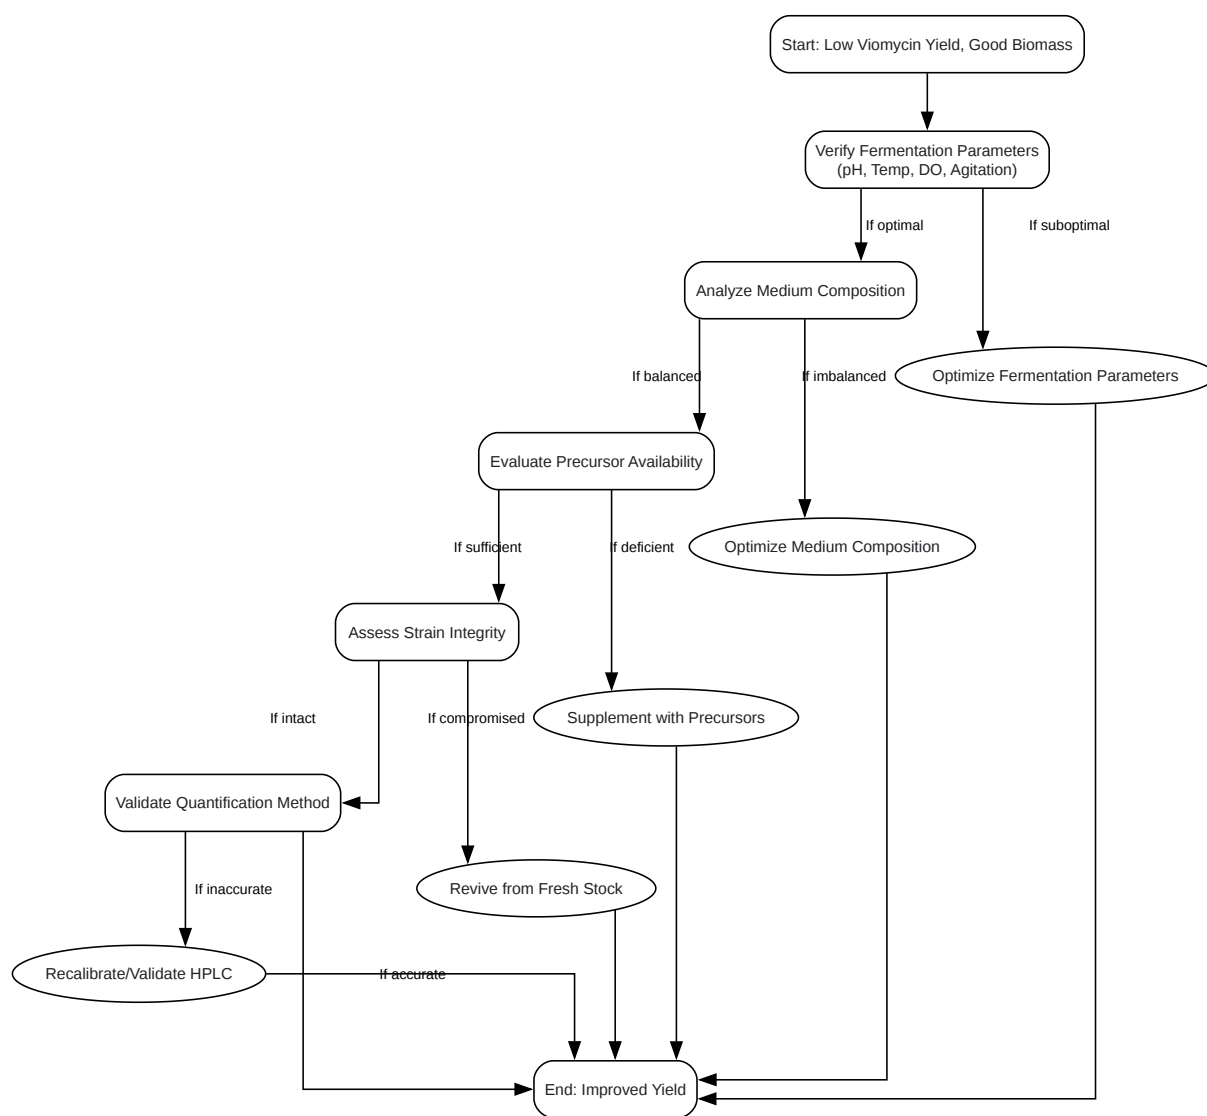 Start: Low Viomycin Yield, Good Biomass
Verify Fermentation Parameters
(pH, Temp, DO, Agitation)
If optimal
If suboptimal
Analyze Medium Composition
If balanced
If imbalanced
Optimize Fermentation Parameters
Evaluate Precursor Availability
If sufficient
If deficient
Optimize Medium Composition
Assess Strain Integrity
If intact
If compromised
Supplement with Precursors
Validate Quantification Method
If inaccurate
Revive from Fresh Stock
Recalibrate/Validate HPLC
If accurate
End: Improved Yield